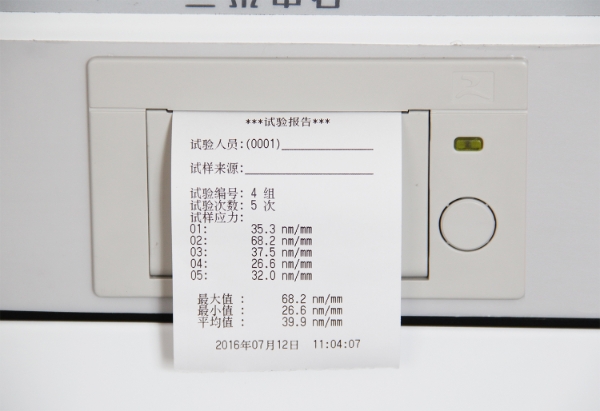 ***试验报告***
试验人员:(0001)______________
试样来源:____________________
试验编号: 4 组
试验次数: 5 次
试样应力:
01: 35.3 nm/mm
02: 68.2 nm/mm
03: 37.5 nm/mm
04: 26.6 nm/mm
05: 32.0 nm/mm
最大值 : 68.2 nm/mm
最小值 : 26.6 nm/mm
平均值 : 39.9 nm/mm
2016年07月12日 11:04:07